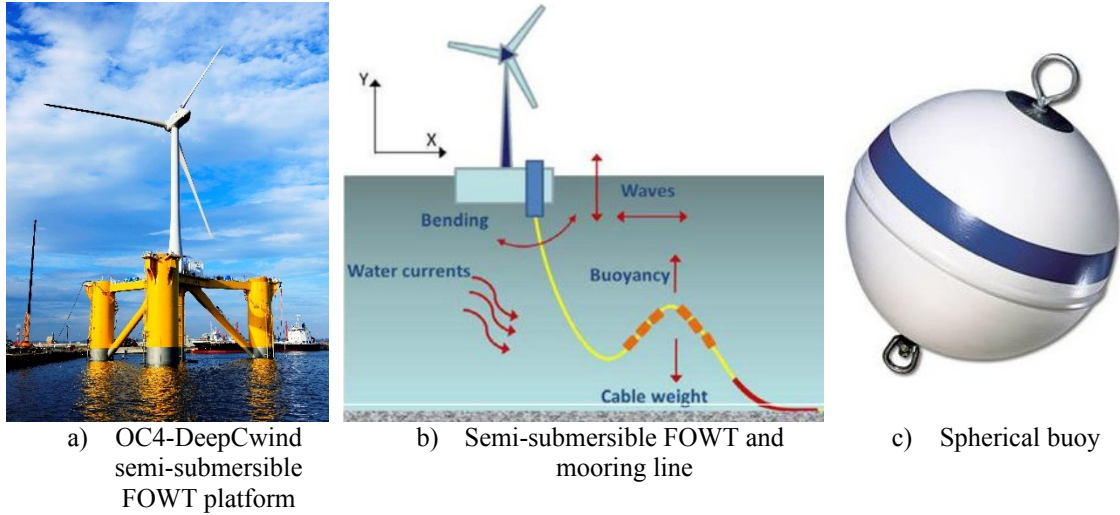 Y
X
Waves
Bending
Buoyancy
Water currents
Cable weight
a) OC4-DeepCwind
semi-submersible
FOWT platform
b) Semi-submersible FOWT and
mooring line
c) Spherical buoy